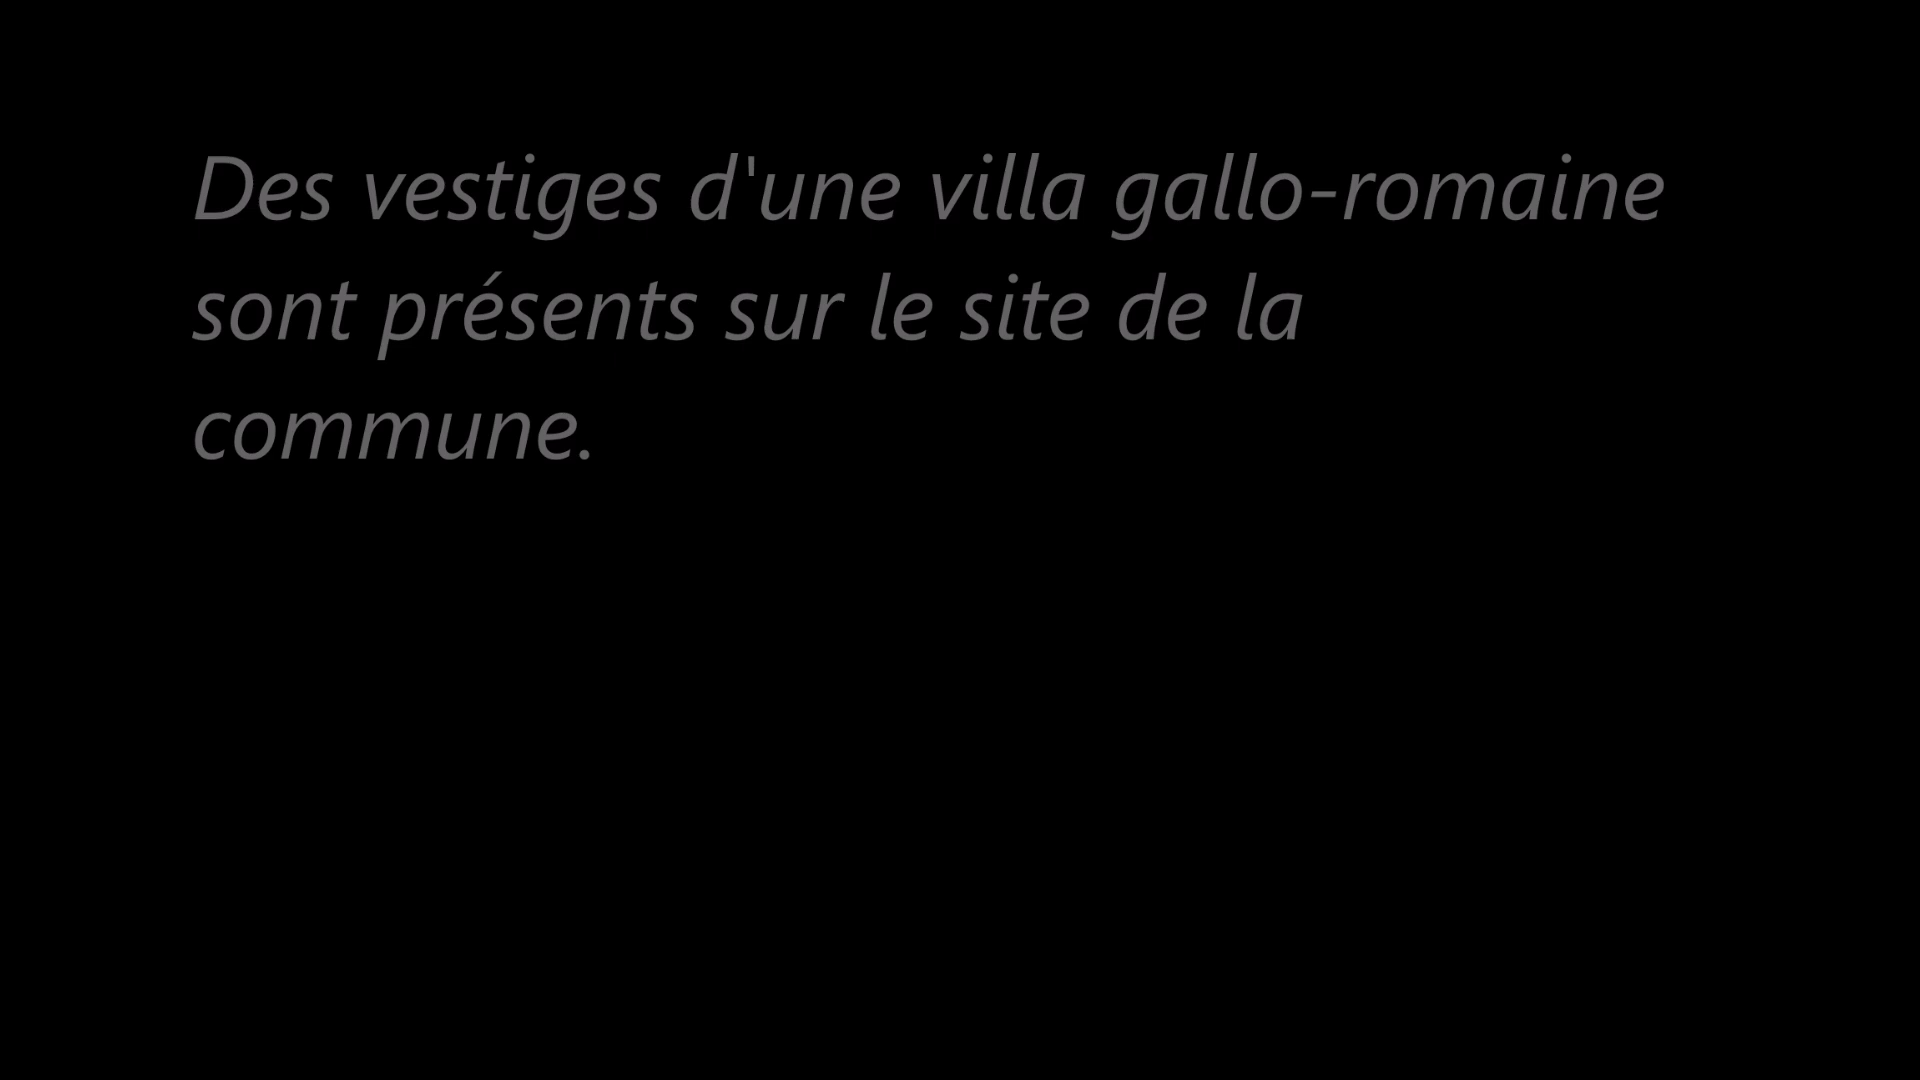 Des vestiges d'une villa gallo-romaine
sont présents sur le site de la
commune.